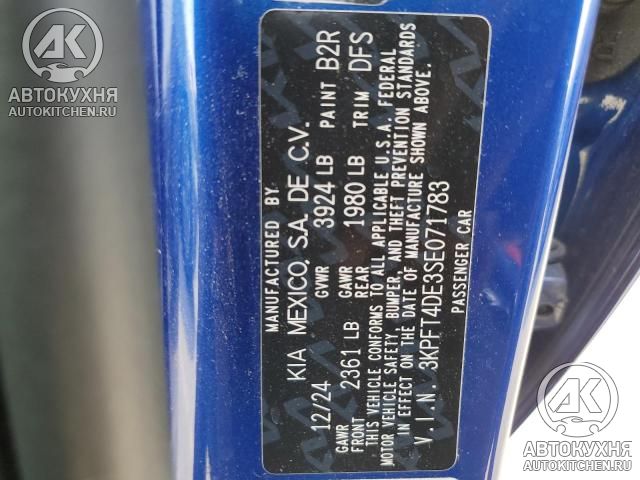 MANUFACTURED BY
KIA MEXICO, S.A. DE C.V.
12/24 GVWR 3924 LB PAINT B2R
GAWR FRONT 2361 LB GAWR REAR 1980 LB TRIM DFS
THIS VEHICLE CONFORMS TO ALL APPLICABLE U.S.A. FEDERAL
MOTOR VEHICLE SAFETY, BUMPER, AND THEFT PREVENTION STANDARDS
IN EFFECT ON THE DATE OF MANUFACTURE SHOWN ABOVE.
V.I.N. 3KPFT4DE3SE071783
PASSENGER CAR
АК
АВТОКУХНЯ
AUTOKITCHEN.RU
АК
АВТОКУХНЯ
AUTOKITCHEN.RU